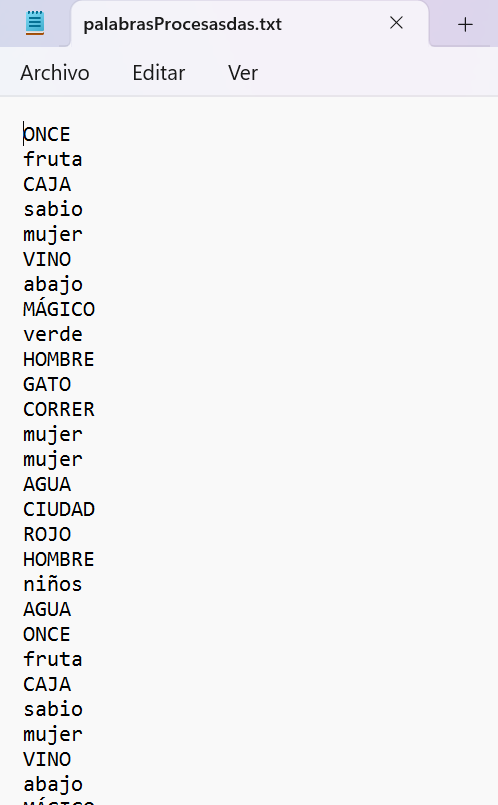 palabrasProcesasdas.txt
Archivo Editar Ver
ONCE
fruta
CAJA
sabio
mujer
VINO
abajo
MÁGICO
verde
HOMBRE
GATO
CORRER
mujer
mujer
AGUA
CIUDAD
ROJO
HOMBRE
niños
AGUA
ONCE
fruta
CAJA
sabio
mujer
VINO
abajo
MÁGICO